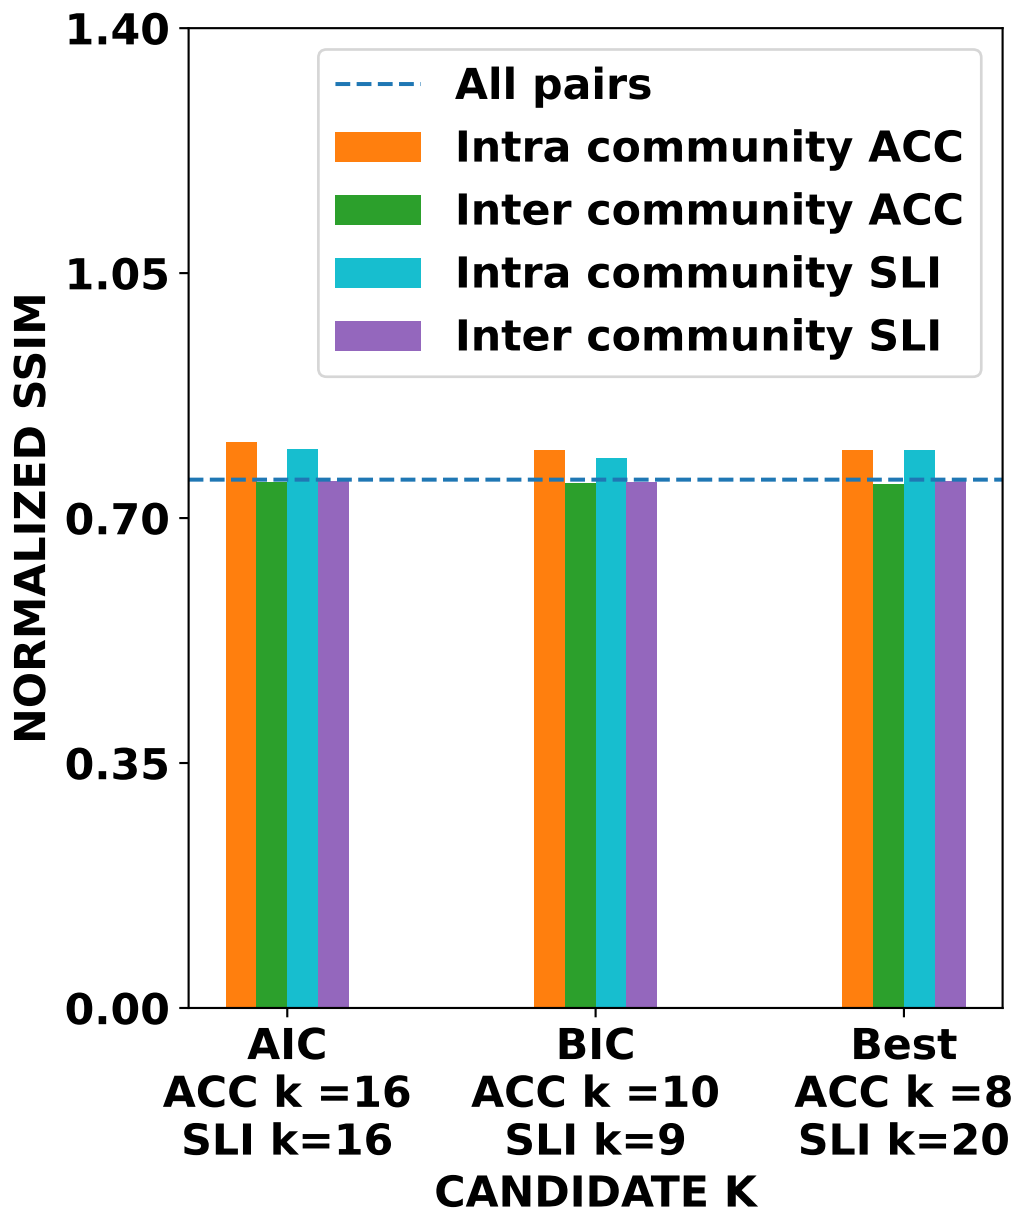 1.40
1.05
0.70
0.35
0.00
NORMALIZED SSIM
All pairs
Intra community ACC
Inter community ACC
Intra community SLI
Inter community SLI
AIC
ACC k =16
SLI k=16
BIC
ACC k =10
SLI k=9
Best
ACC k =8
SLI k=20
CANDIDATE K